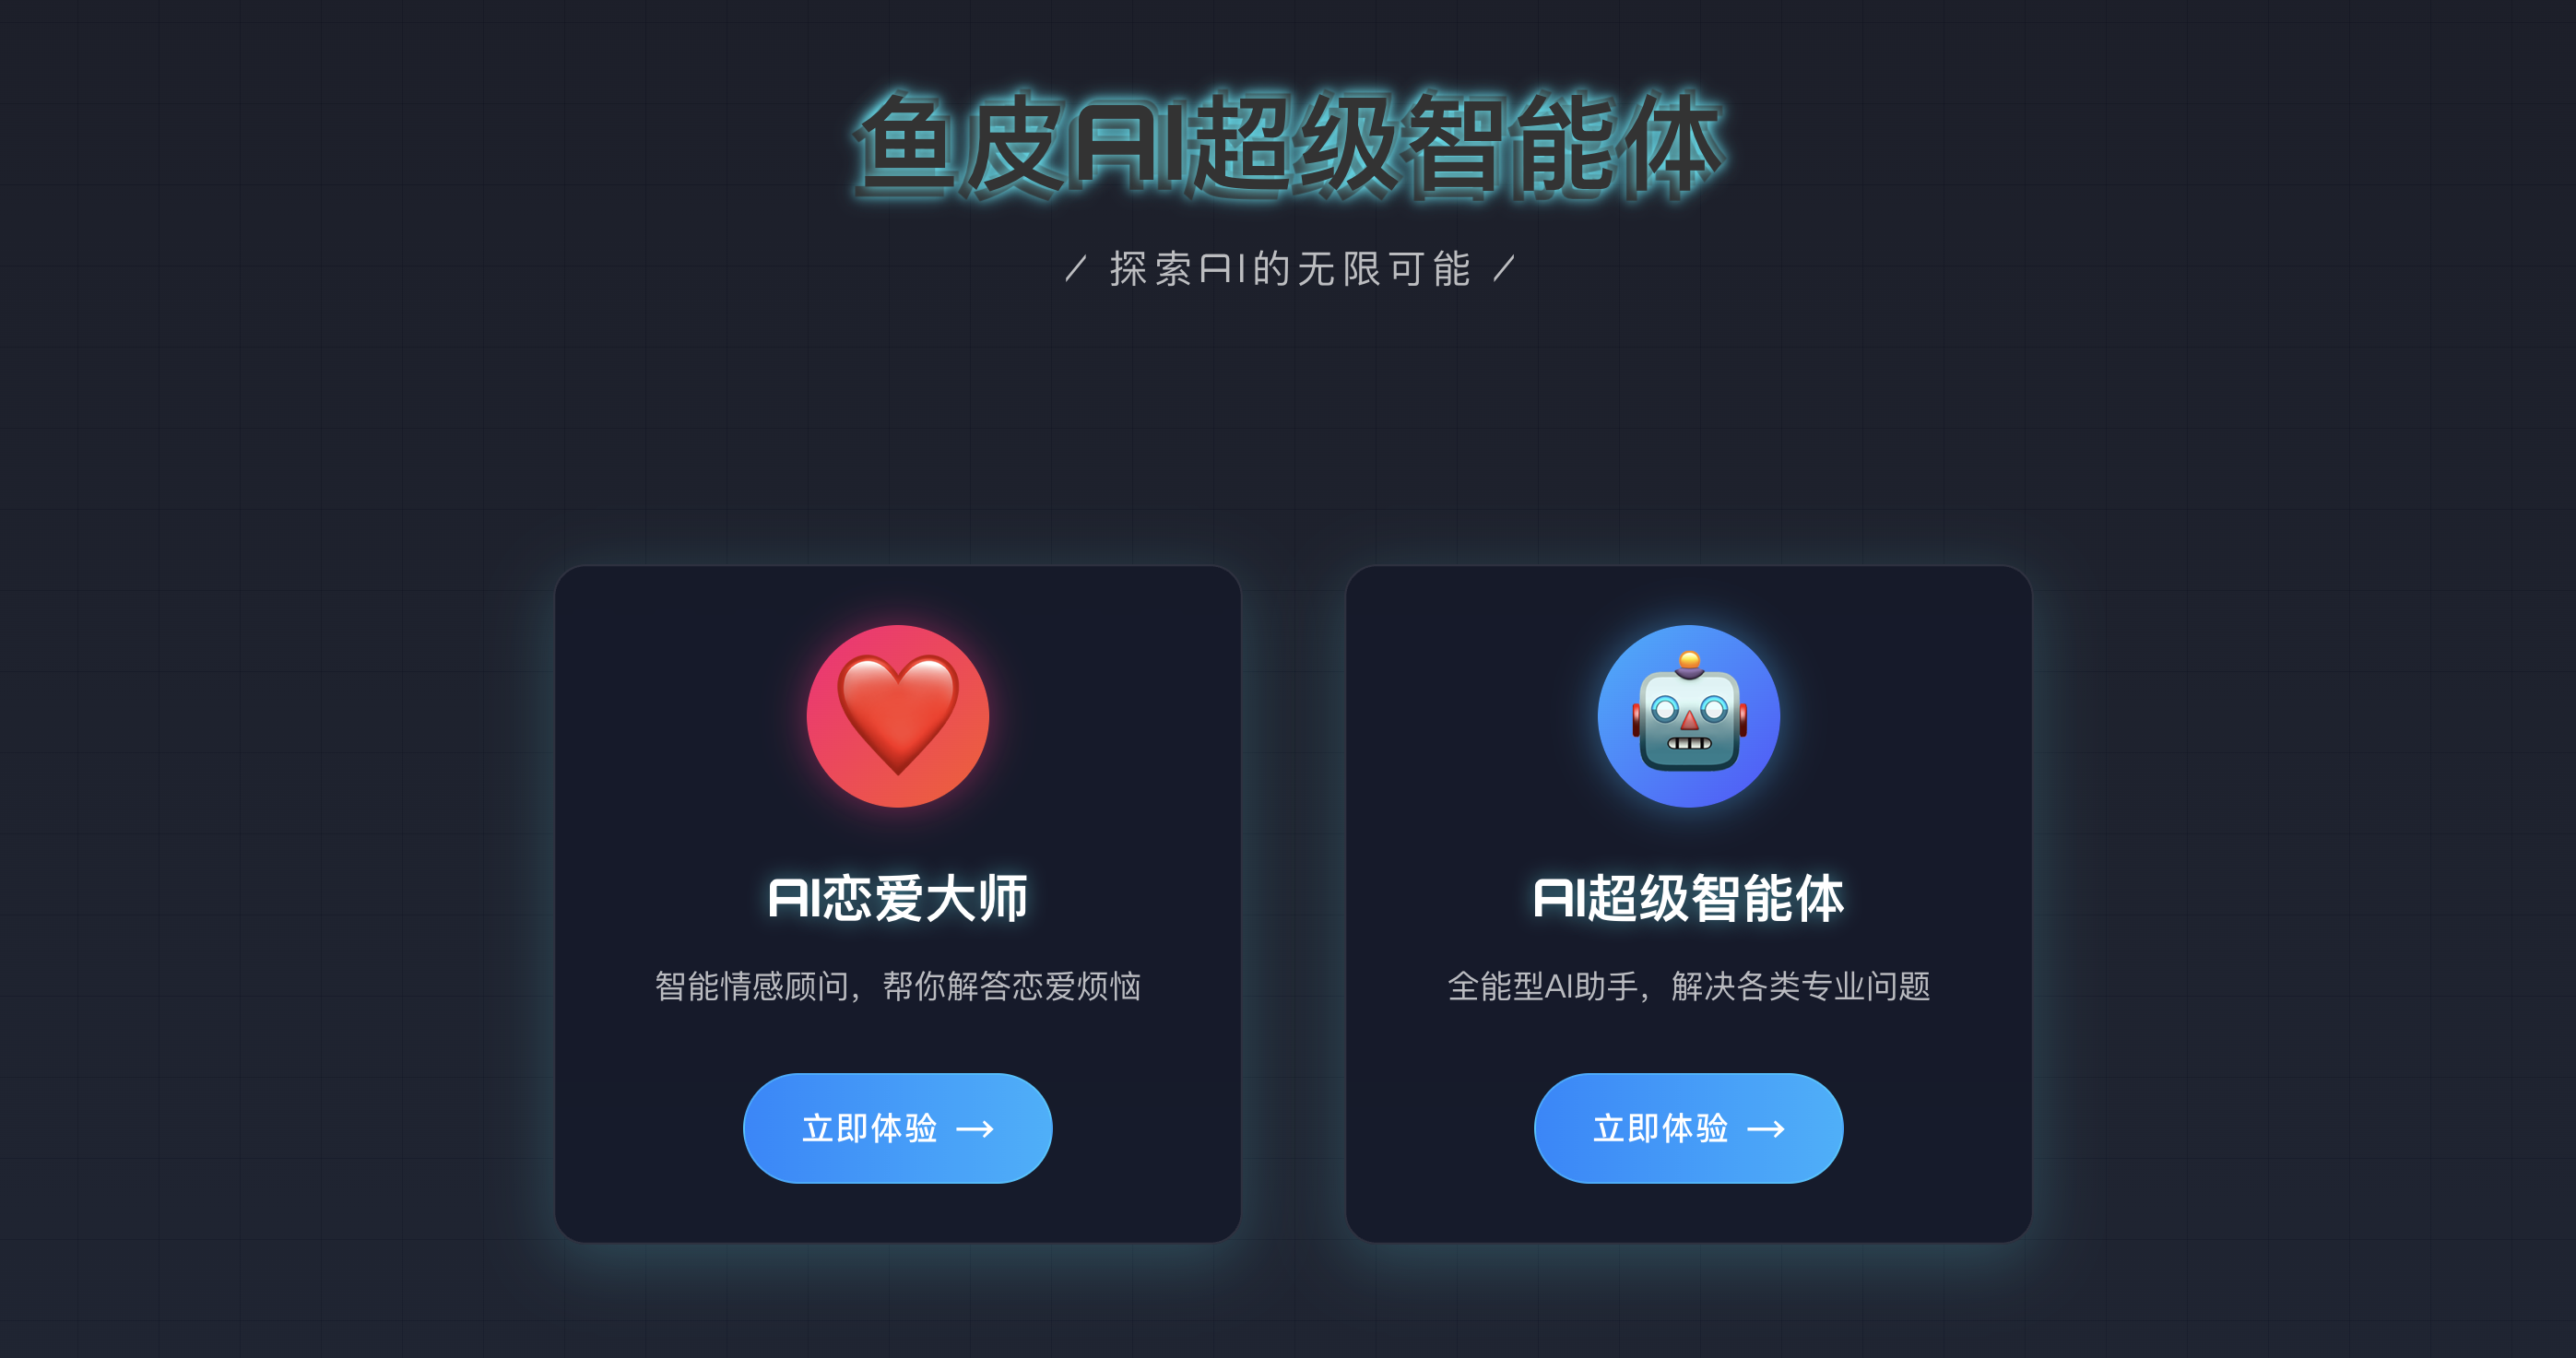 鱼皮AI超级智能体
/ 探索AI的无限可能 /
AI恋爱大师
智能情感顾问，帮你解答恋爱烦恼
立即体验 →
AI超级智能体
全能型AI助手，解决各类专业问题
立即体验 →